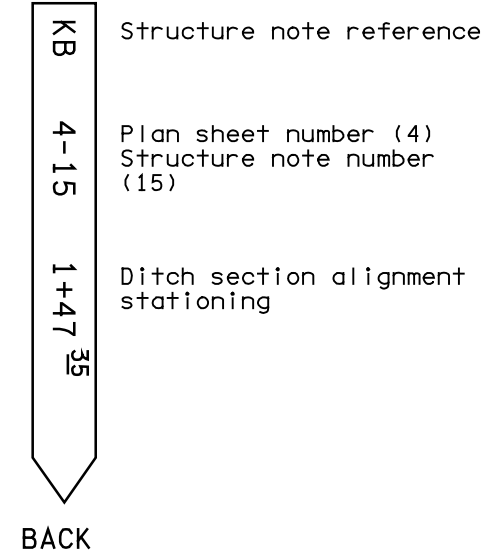 KB
Structure note reference
4-15
Plan sheet number (4)
Structure note number
(15)
1+47 35
Ditch section alignment
stationing
BACK